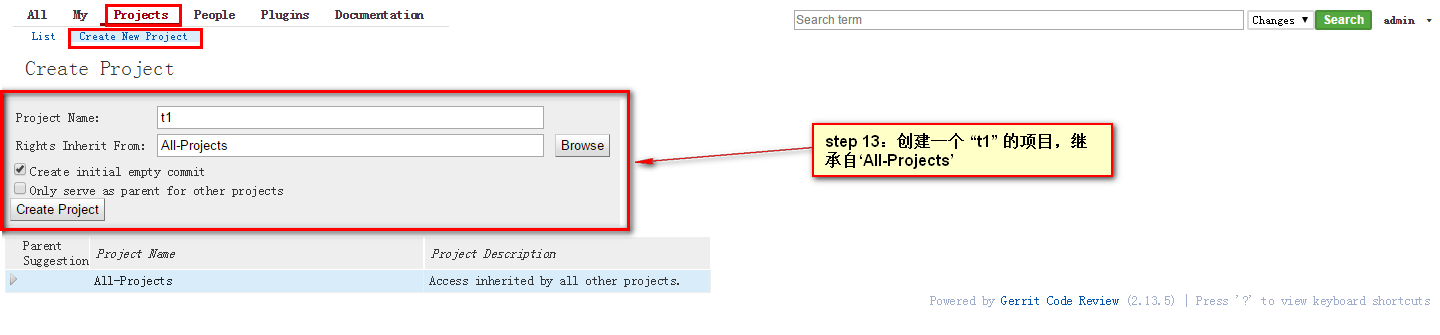 All My Projects People Plugins Documentation
Search term Changes Search admin
List Create New Project
Create Project
Project Name: t1
Rights Inherit From: All-Projects Browse
Create initial empty commit
Only serve as parent for other projects
Create Project
step 13：创建一个 “t1” 的项目，继
承自‘All-Projects’
Parent
Suggestion Project Name Project Description
All-Projects Access inherited by all other projects.
Powered by Gerrit Code Review (2.13.5) | Press '?' to view keyboard shortcuts